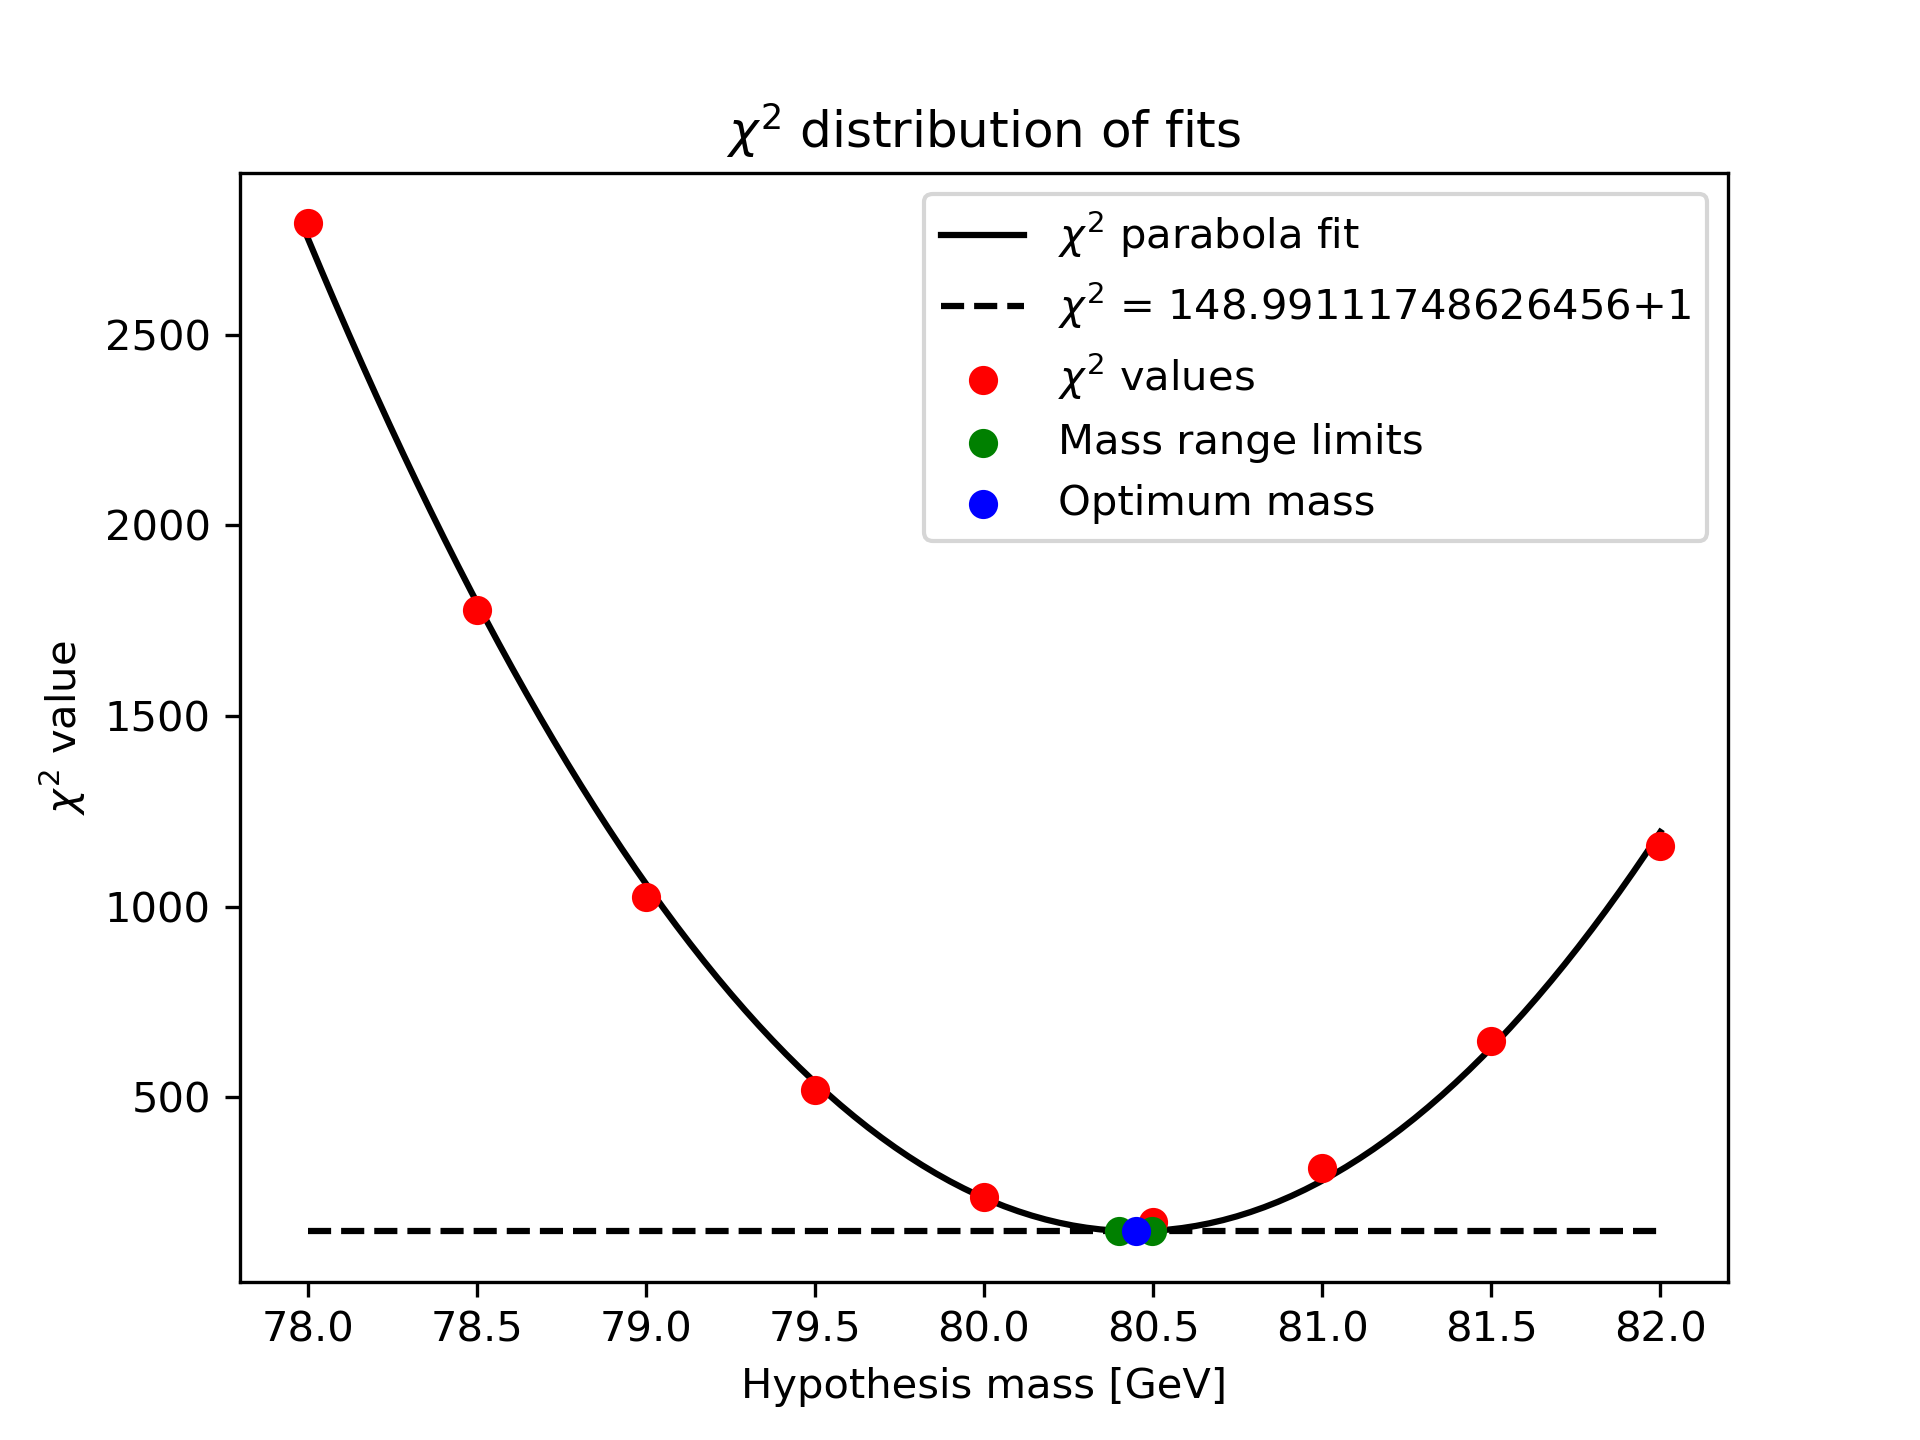 χ² distribution of fits
χ² parabola fit
χ² = 148.99111748626456+1
χ² values
Mass range limits
Optimum mass
χ² value
2500
2000
1500
1000
500
78.0 78.5 79.0 79.5 80.0 80.5 81.0 81.5 82.0
Hypothesis mass [GeV]